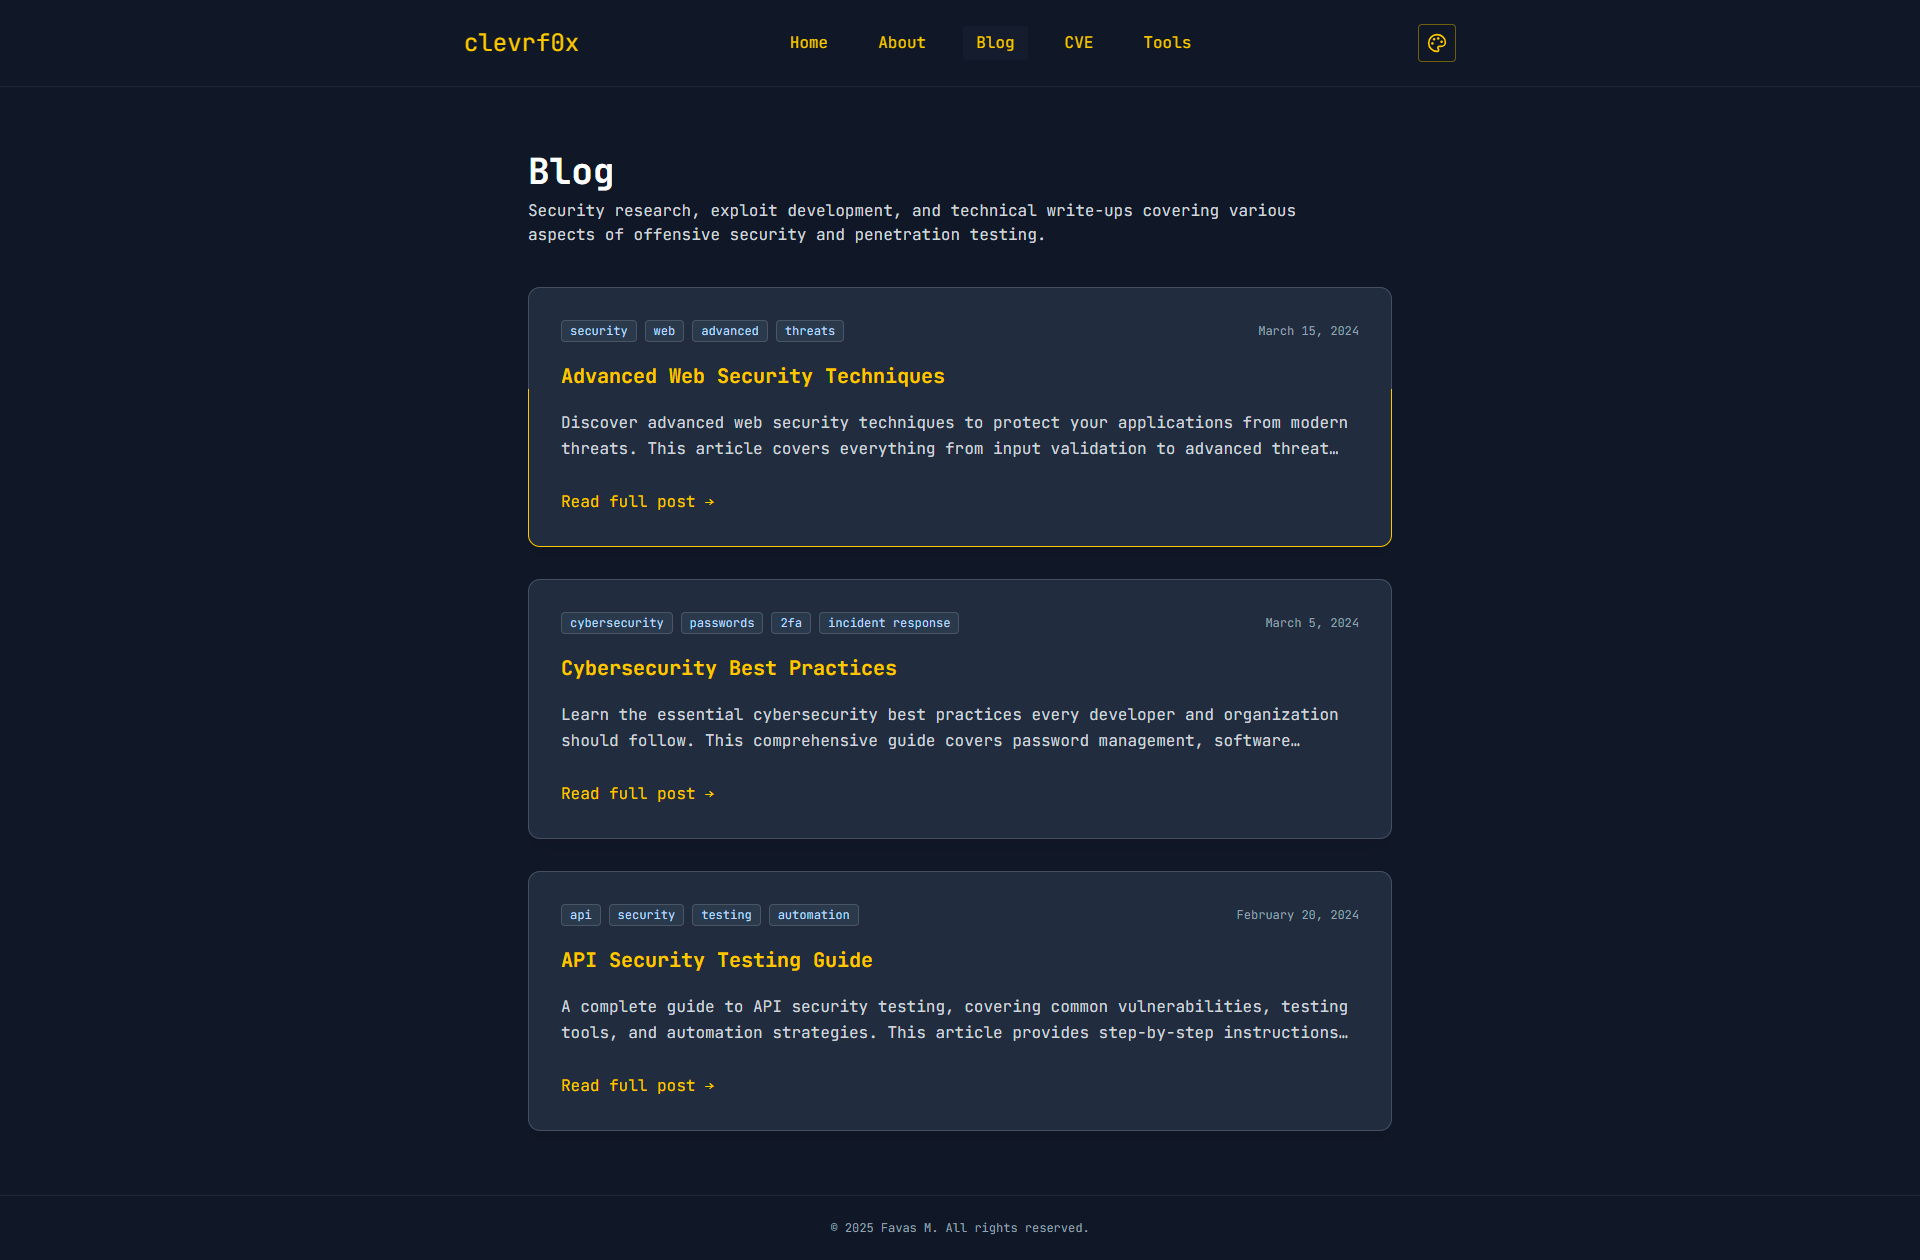 clevrf0x
Home About Blog CVE Tools
Blog
Security research, exploit development, and technical write-ups covering various
aspects of offensive security and penetration testing.
security web advanced threats March 15, 2024
Advanced Web Security Techniques
Discover advanced web security techniques to protect your applications from modern
threats. This article covers everything from input validation to advanced threat…
Read full post →
cybersecurity passwords 2fa incident response March 5, 2024
Cybersecurity Best Practices
Learn the essential cybersecurity best practices every developer and organization
should follow. This comprehensive guide covers password management, software…
Read full post →
api security testing automation February 20, 2024
API Security Testing Guide
A complete guide to API security testing, covering common vulnerabilities, testing
tools, and automation strategies. This article provides step-by-step instructions…
Read full post →
© 2025 Favas M. All rights reserved.